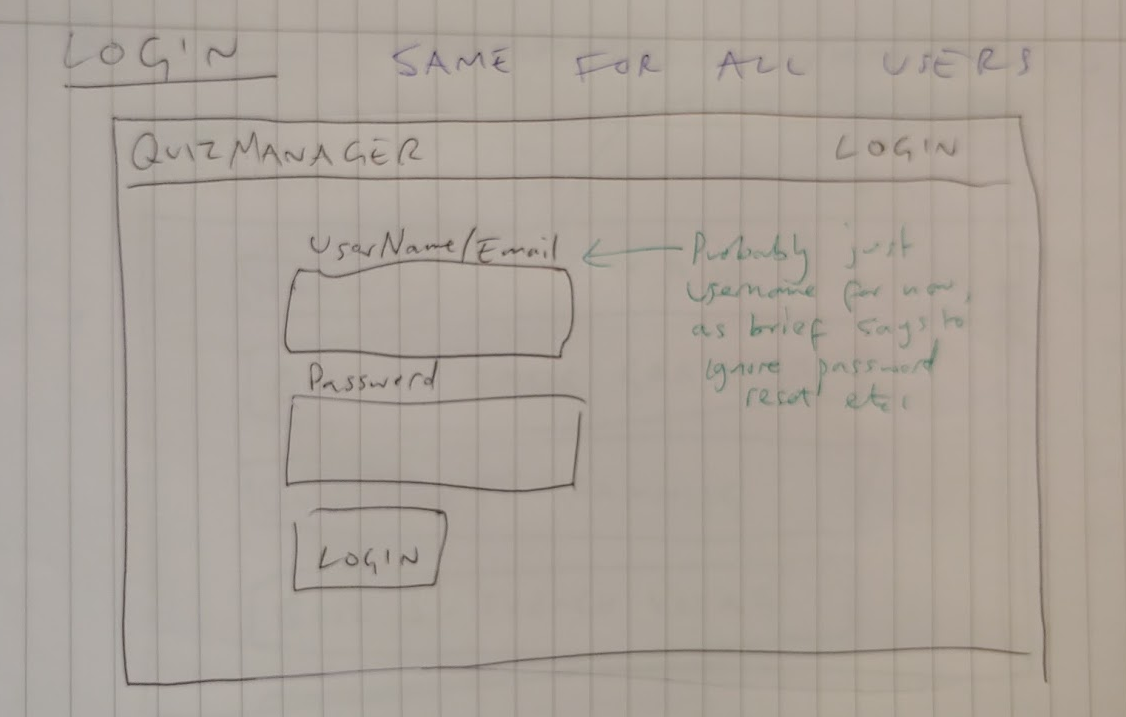 LOGIN
SAME FOR ALL USERS
QUIZMANAGER
LOGIN
UserName/Email
Probably just
username for now,
as brief says to
ignore password
reset etc.
Password
LOGIN